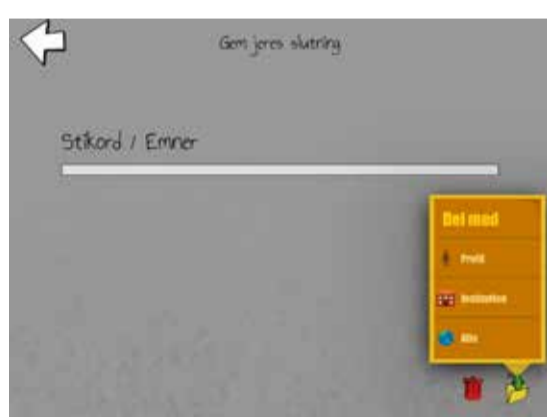 Gem jeres slutning
Stikord / Emner
Del med
Profil
Institution
Alle